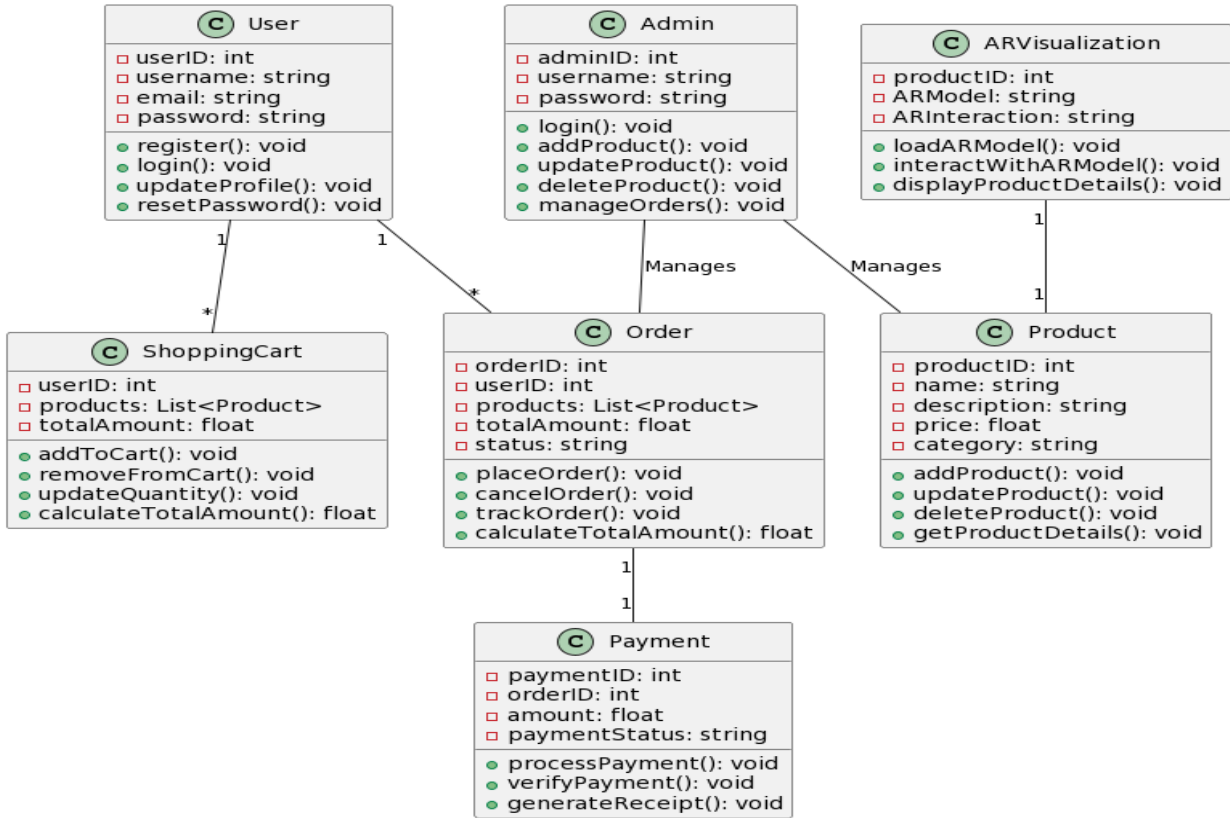 C User
userID: int
username: string
email: string
password: string
register(): void
login(): void
updateProfile(): void
resetPassword(): void
C Admin
adminID: int
username: string
password: string
login(): void
addProduct(): void
updateProduct(): void
deleteProduct(): void
manageOrders(): void
C ARVisualization
productID: int
ARModel: string
ARInteraction: string
loadARModel(): void
interactWithARModel(): void
displayProductDetails(): void
1
*
1
*
Manages
Manages
1
1
C ShoppingCart
userID: int
products: List<Product>
totalAmount: float
addToCart(): void
removeFromCart(): void
updateQuantity(): void
calculateTotalAmount(): float
C Order
orderID: int
userID: int
products: List<Product>
totalAmount: float
status: string
placeOrder(): void
cancelOrder(): void
trackOrder(): void
calculateTotalAmount(): float
C Product
productID: int
name: string
description: string
price: float
category: string
addProduct(): void
updateProduct(): void
deleteProduct(): void
getProductDetails(): void
1
1
C Payment
paymentID: int
orderID: int
amount: float
paymentStatus: string
processPayment(): void
verifyPayment(): void
generateReceipt(): void